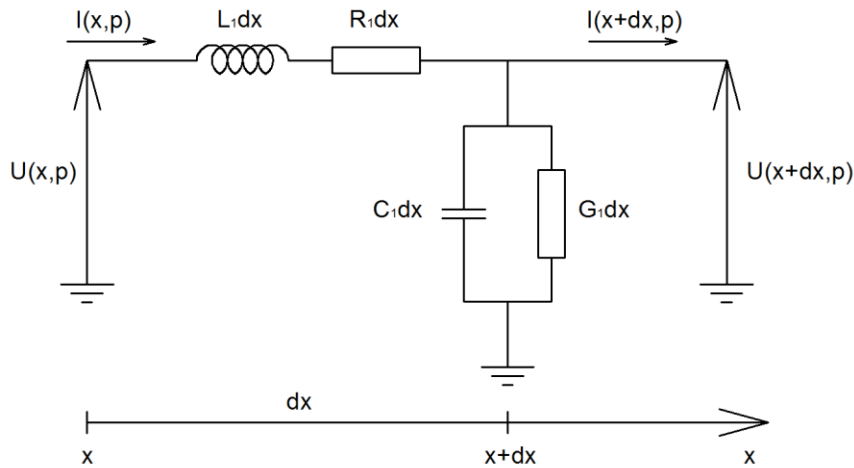 I(x,p) L₁dx R₁dx I(x+dx,p)
U(x,p) U(x+dx,p)
C₁dx G₁dx
dx
x x+dx x